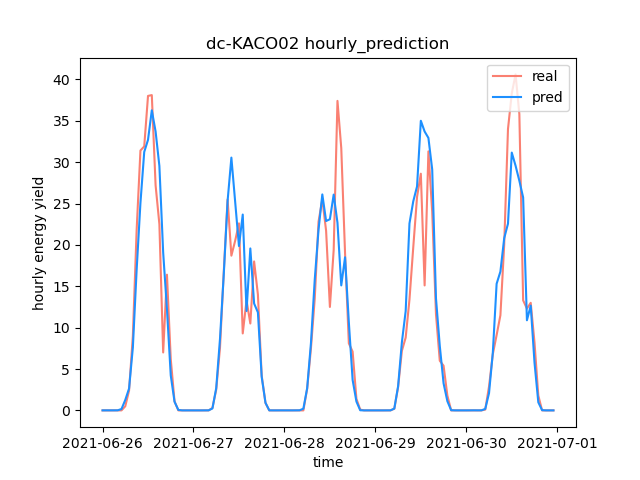 dc-KACO02 hourly_prediction
real
pred
40
35
30
25
20
15
10
5
0
hourly energy yield
2021-06-26 2021-06-27 2021-06-28 2021-06-29 2021-06-30 2021-07-01
time